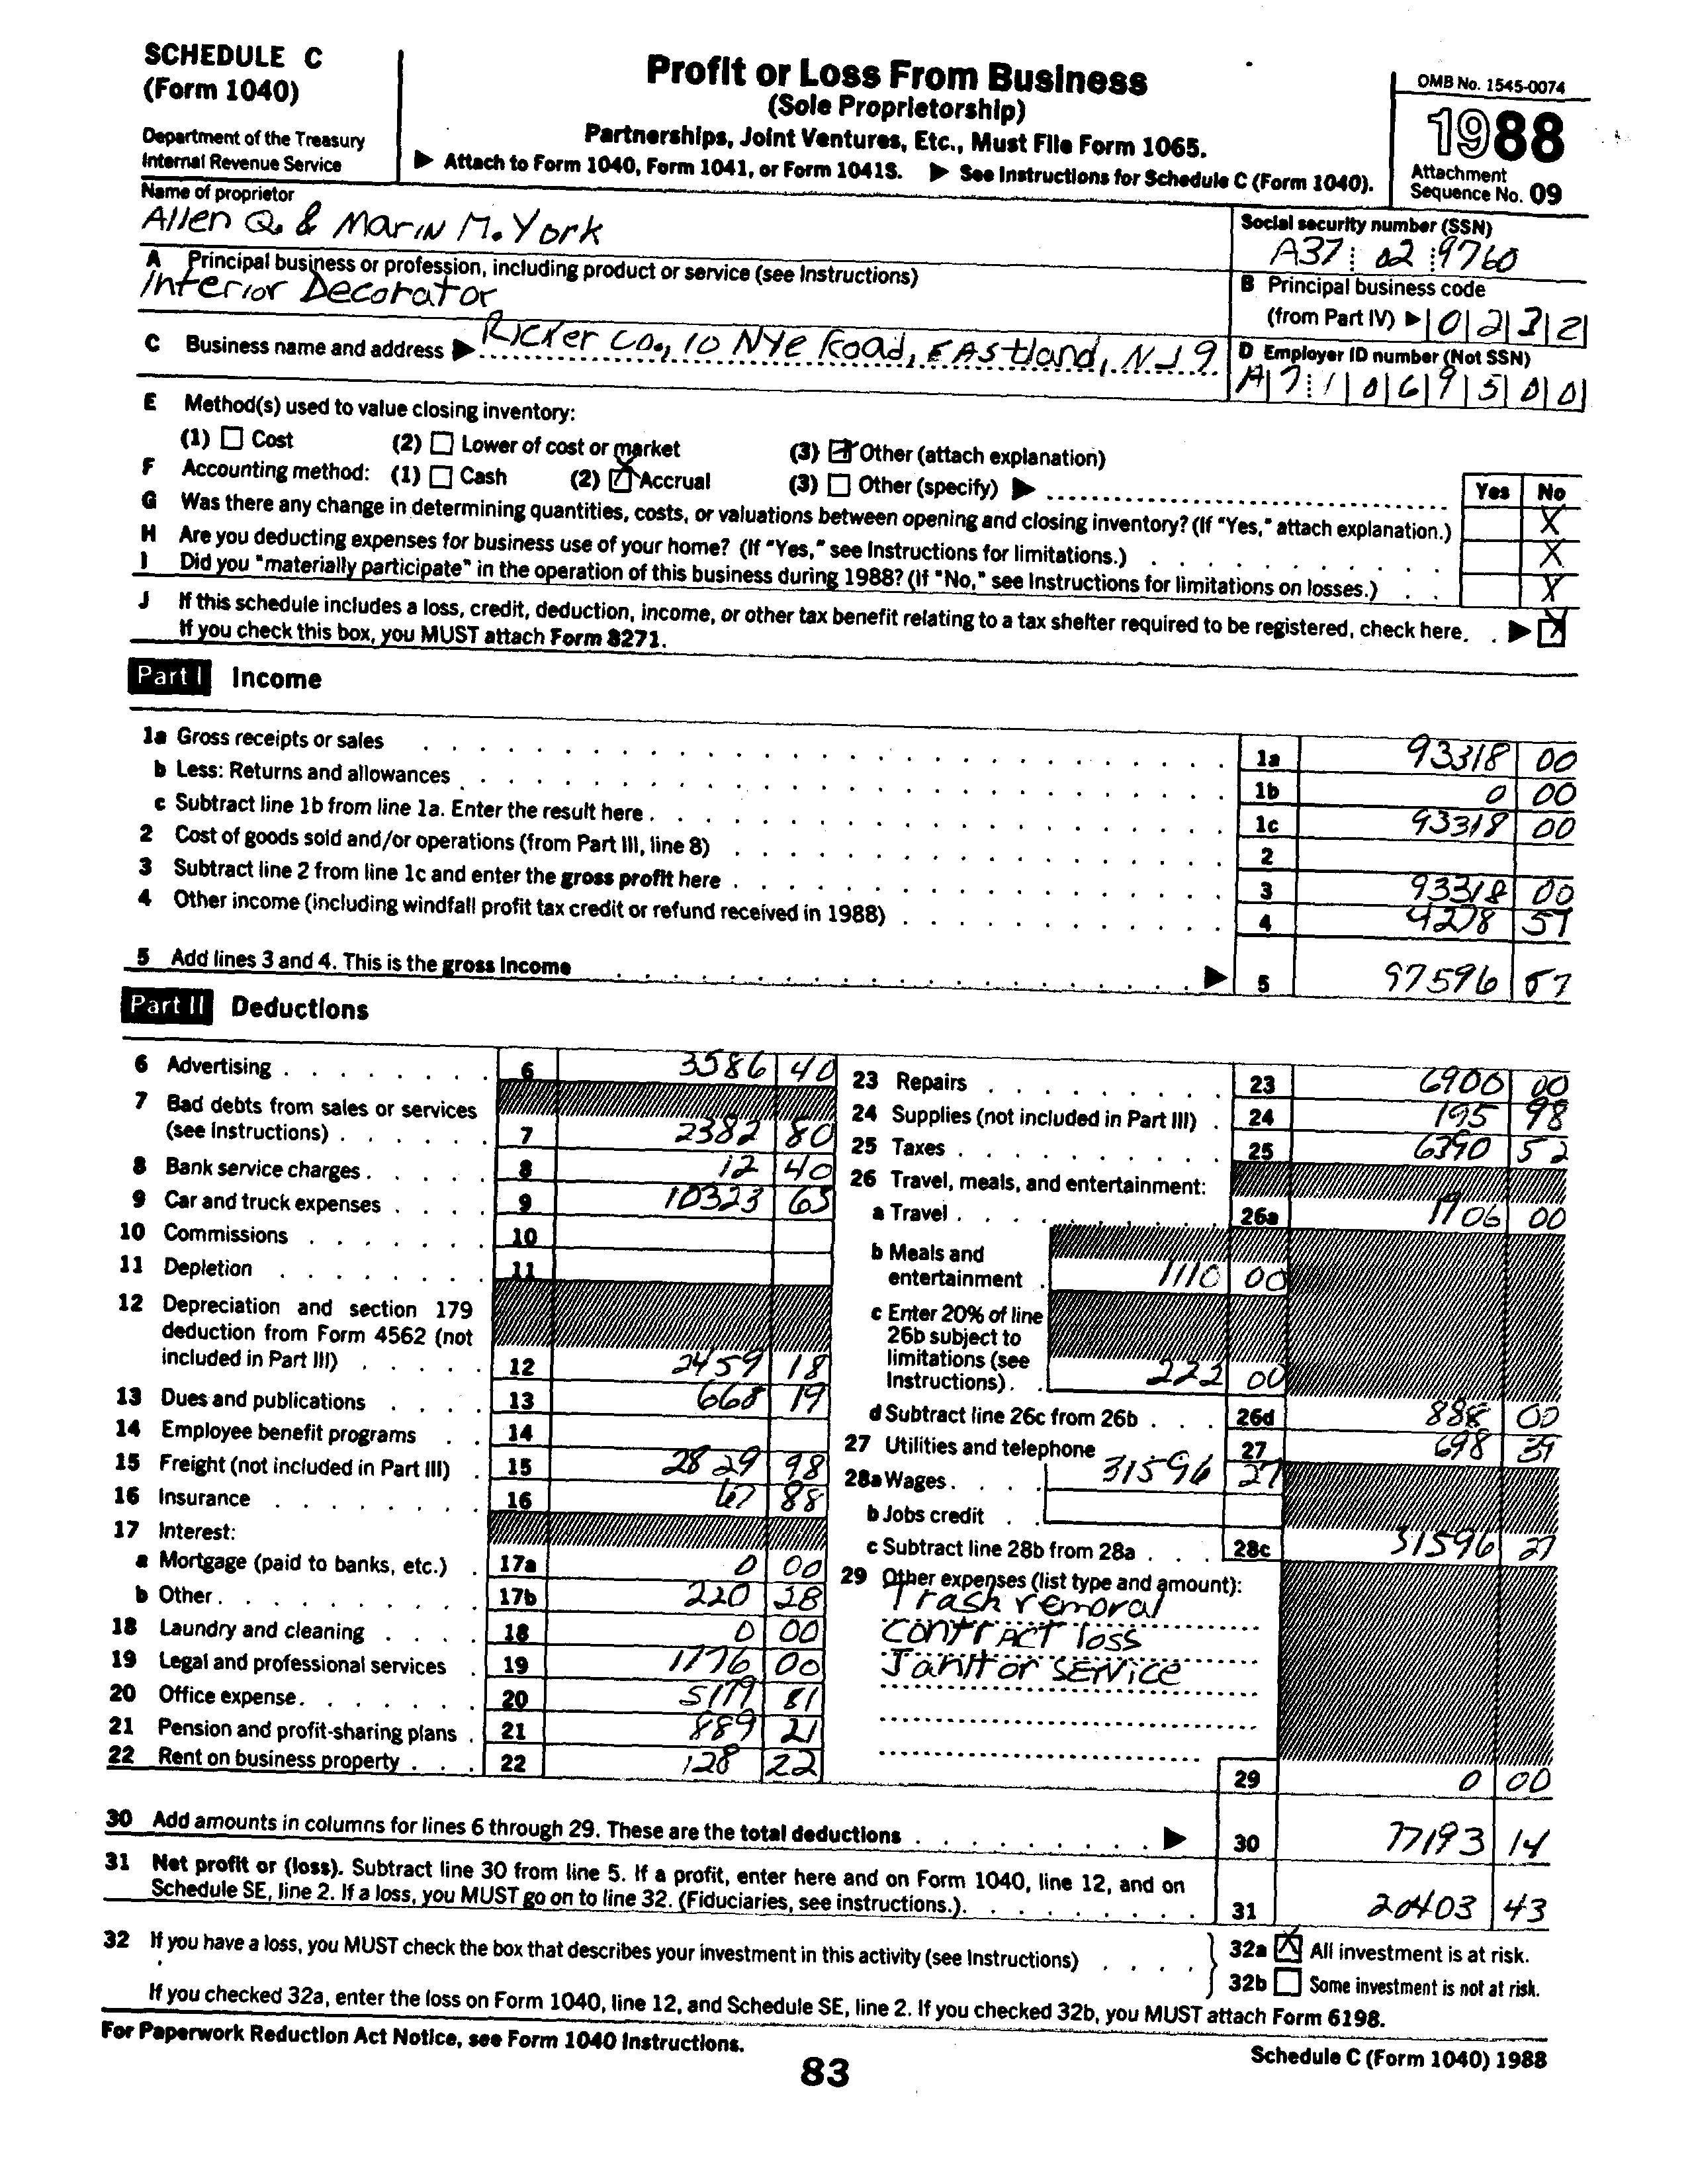 SCHEDULE C
(Form 1040)
Department of the Treasury
Internal Revenue Service
Profit or Loss From Business
(Sole Proprietorship)
Partnerships, Joint Ventures, Etc., Must File Form 1065.
▶ Attach to Form 1040, Form 1041, or Form 1041S. ▶ See Instructions for Schedule C (Form 1040).
OMB No. 1545-0074
1988
Attachment
Sequence No. 09
Name of proprietor
Allen Q. & Marin M. York
Social security number (SSN)
A37 02 9760
A Principal business or profession, including product or service (see Instructions)
Interior Decorator
B Principal business code
(from Part IV) ▶ 0 2 3 2
C Business name and address ▶ Ricker Co., 10 Nye Road, Eastland, NJ 9
D Employer ID number (Not SSN)
A 7 1 0 6 9 5 0 0
E Method(s) used to value closing inventory:
(1) Cost (2) Lower of cost or market (3) Other (attach explanation)
F Accounting method: (1) Cash (2) X Accrual (3) Other (specify) ▶
Yes No
G Was there any change in determining quantities, costs, or valuations between opening and closing inventory? (If "Yes," attach explanation.) X
H Are you deducting expenses for business use of your home? (If "Yes," see Instructions for limitations.) X
I Did you "materially participate" in the operation of this business during 1988? (If "No," see Instructions for limitations on losses.) X
J If this schedule includes a loss, credit, deduction, income, or other tax benefit relating to a tax shelter required to be registered, check here. ▶ X
If you check this box, you MUST attach Form 8271.
Part I Income
1a Gross receipts or sales 1a 93318 00
b Less: Returns and allowances 1b 0 00
c Subtract line 1b from line 1a. Enter the result here 1c 93318 00
2 Cost of goods sold and/or operations (from Part III, line 8) 2
3 Subtract line 2 from line 1c and enter the gross profit here 3 93318 00
4 Other income (including windfall profit tax credit or refund received in 1988) 4 4278 57
5 Add lines 3 and 4. This is the gross income ▶ 5 97596 57
Part II Deductions
6 Advertising 6 3586 40
7 Bad debts from sales or services
(see Instructions) 7 2382 80
8 Bank service charges 8 12 40
9 Car and truck expenses 9 10323 63
10 Commissions 10
11 Depletion 11
12 Depreciation and section 179
deduction from Form 4562 (not
included in Part III) 12 2459 18
13 Dues and publications 13 668 19
14 Employee benefit programs 14
15 Freight (not included in Part III) 15 2829 98
16 Insurance 16 67 88
17 Interest:
a Mortgage (paid to banks, etc.) 17a 0 00
b Other 17b 220 28
18 Laundry and cleaning 18 0 00
19 Legal and professional services 19 1776 00
20 Office expense 20 5179 81
21 Pension and profit-sharing plans 21 889 21
22 Rent on business property 22 128 22
23 Repairs 23 6900 00
24 Supplies (not included in Part III) 24 195 98
25 Taxes 25 6390 52
26 Travel, meals, and entertainment:
a Travel 26a 06 00
b Meals and
entertainment 1110 00
c Enter 20% of line
26b subject to
limitations (see
Instructions) 222 00
d Subtract line 26c from 26b 26d 888 00
27 Utilities and telephone 27 698 39
28a Wages 31596 27
b Jobs credit
c Subtract line 28b from 28a 28c 31596 27
29 Other expenses (list type and amount):
Trash removal
contract loss
Janitor service
29 0 00
30 Add amounts in columns for lines 6 through 29. These are the total deductions ▶ 30 77193 14
31 Net profit or (loss). Subtract line 30 from line 5. If a profit, enter here and on Form 1040, line 12, and on
Schedule SE, line 2. If a loss, you MUST go on to line 32. (Fiduciaries, see instructions.) 31 20403 43
32 If you have a loss, you MUST check the box that describes your investment in this activity (see Instructions)
32a X All investment is at risk.
32b Some investment is not at risk.
If you checked 32a, enter the loss on Form 1040, line 12, and Schedule SE, line 2. If you checked 32b, you MUST attach Form 6198.
For Paperwork Reduction Act Notice, see Form 1040 Instructions.
83
Schedule C (Form 1040) 1988